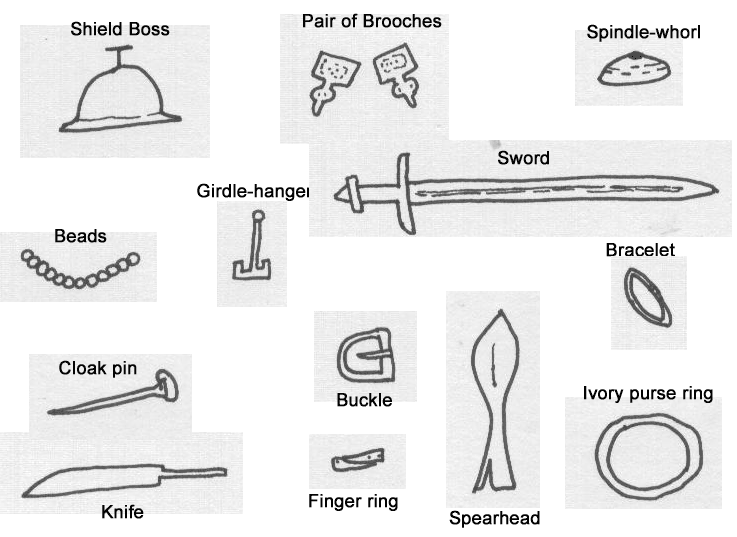 Shield Boss
Pair of Brooches
Spindle-whorl
Sword
Girdle-hanger
Beads
Bracelet
Cloak pin
Buckle
Ivory purse ring
Finger ring
Knife
Spearhead